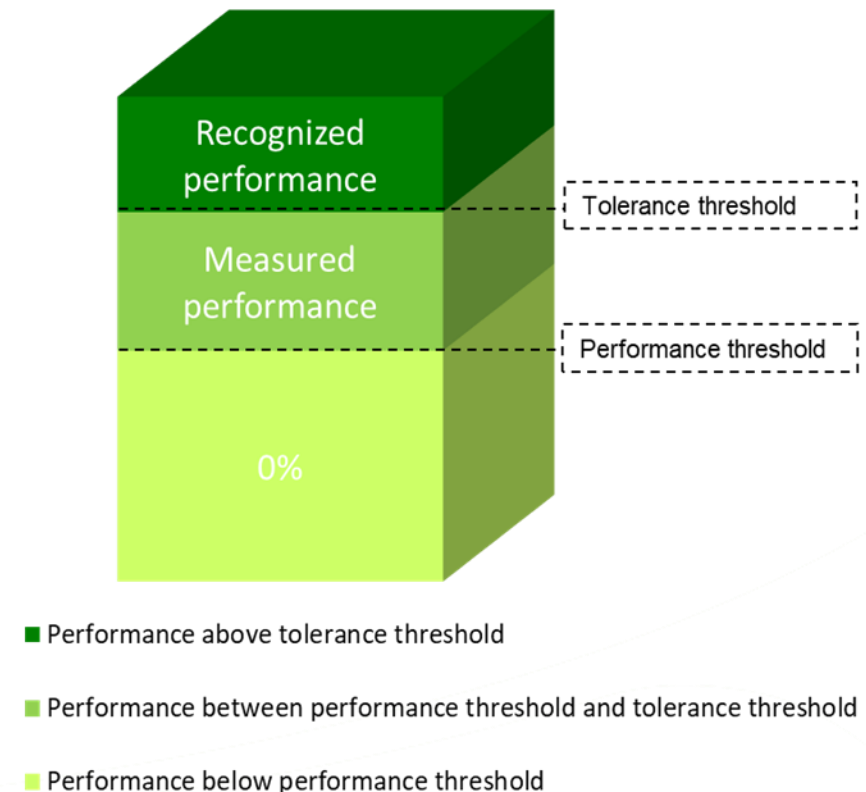 Recognized
performance
Tolerance threshold
Measured
performance
Performance threshold
0%
Performance above tolerance threshold
Performance between performance threshold and tolerance threshold
Performance below performance threshold